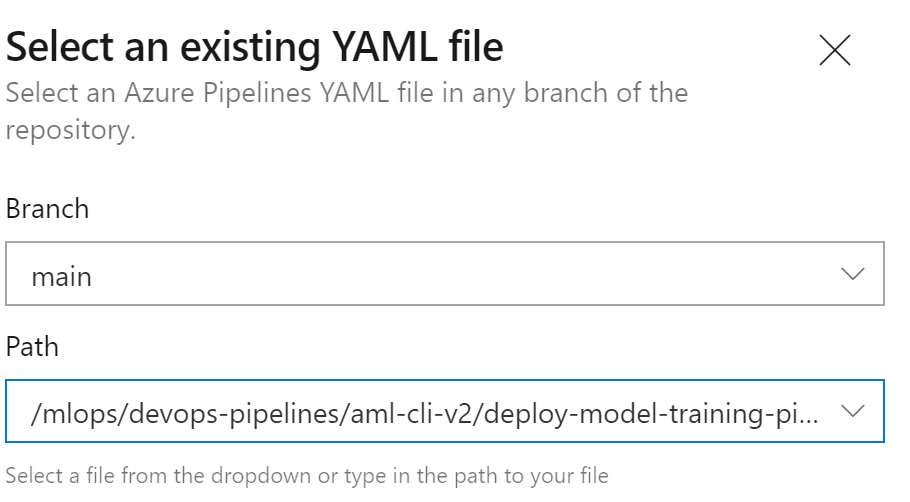 Select an existing YAML file
Select an Azure Pipelines YAML file in any branch of the
repository.
Branch
main
Path
/mlops/devops-pipelines/aml-cli-v2/deploy-model-training-pi...
Select a file from the dropdown or type in the path to your file